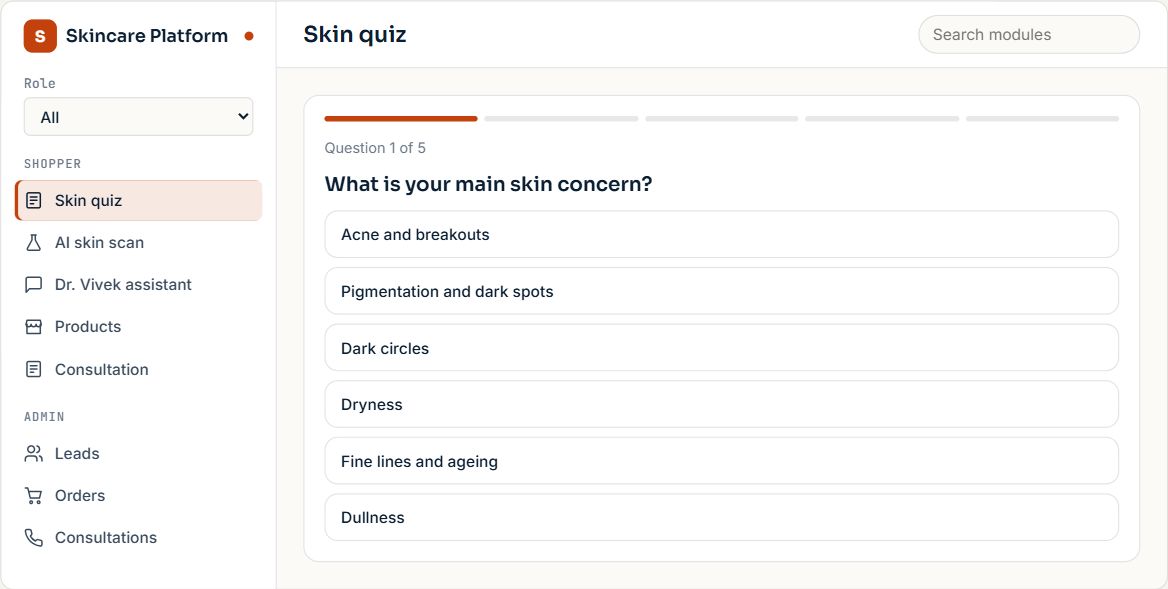 S Skincare Platform
Role
All
SHOPPER
Skin quiz
AI skin scan
Dr. Vivek assistant
Products
Consultation
ADMIN
Leads
Orders
Consultations
Skin quiz
Search modules
Question 1 of 5
What is your main skin concern?
Acne and breakouts
Pigmentation and dark spots
Dark circles
Dryness
Fine lines and ageing
Dullness